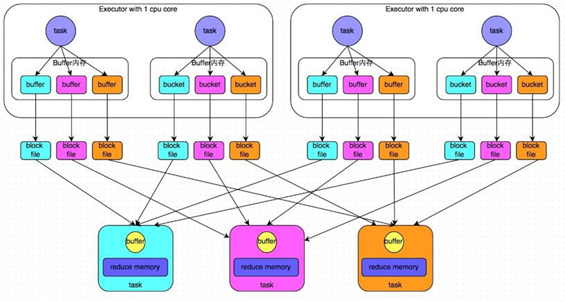 Executor with 1 cpu core
Executor with 1 cpu core
task
task
task
task
Buffer内存
Buffer内存
Buffer内存
Buffer内存
buffer
buffer
buffer
bucket
bucket
bucket
buffer
buffer
buffer
bucket
bucket
bucket
block
file
block
file
block
file
block
file
block
file
block
file
block
file
block
file
block
file
block
file
block
file
block
file
buffer
reduce memory
task
buffer
reduce memory
task
buffer
reduce memory
task